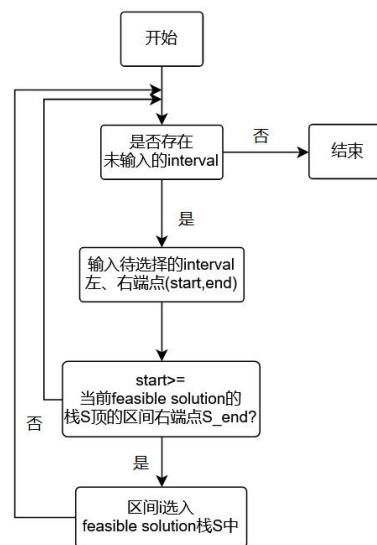 开始
是否存在
未输入的interval
否
结束
是
输入待选择的interval
左、右端点(start,end)
start>=
当前feasible solution的
栈S顶的区间右端点S_end?
否
是
区间i选入
feasible solution栈S中